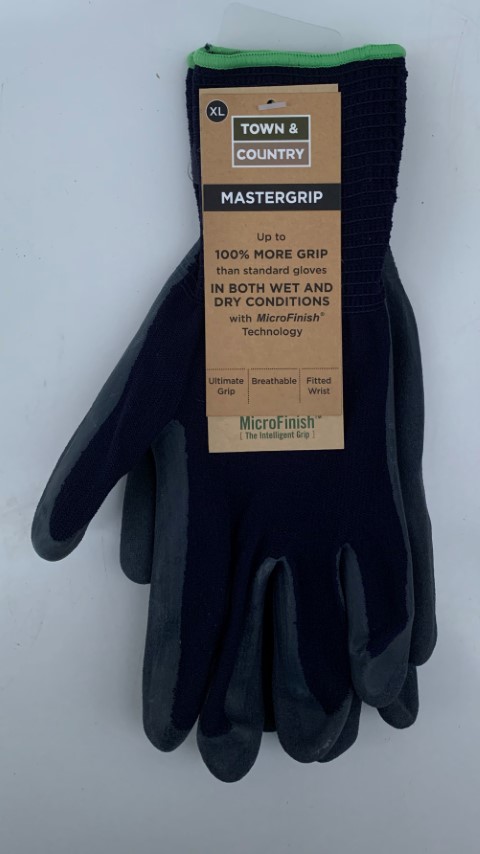 XL
TOWN &
COUNTRY
MASTERGRIP
Up to
100% MORE GRIP
than standard gloves
IN BOTH WET AND
DRY CONDITIONS
with MicroFinish®
Technology
Ultimate Grip
Breathable
Fitted Wrist
MicroFinish™
[ The Intelligent Grip ]